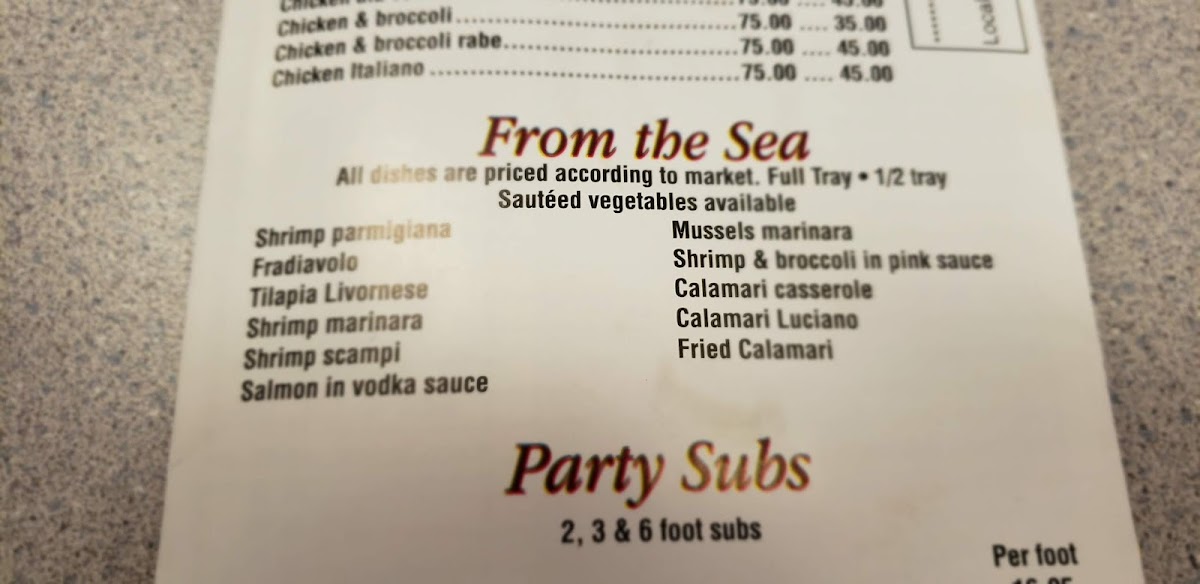 Chicken & broccoli 75.00 .... 35.00
Chicken & broccoli rabe 75.00 .... 45.00
Chicken Italiano 75.00 .... 45.00
Local
From the Sea
All dishes are priced according to market. Full Tray • 1/2 tray
Sautéed vegetables available
Shrimp parmigiana
Fradiavolo
Tilapia Livornese
Shrimp marinara
Shrimp scampi
Salmon in vodka sauce
Mussels marinara
Shrimp & broccoli in pink sauce
Calamari casserole
Calamari Luciano
Fried Calamari
Party Subs
2, 3 & 6 foot subs
Per foot